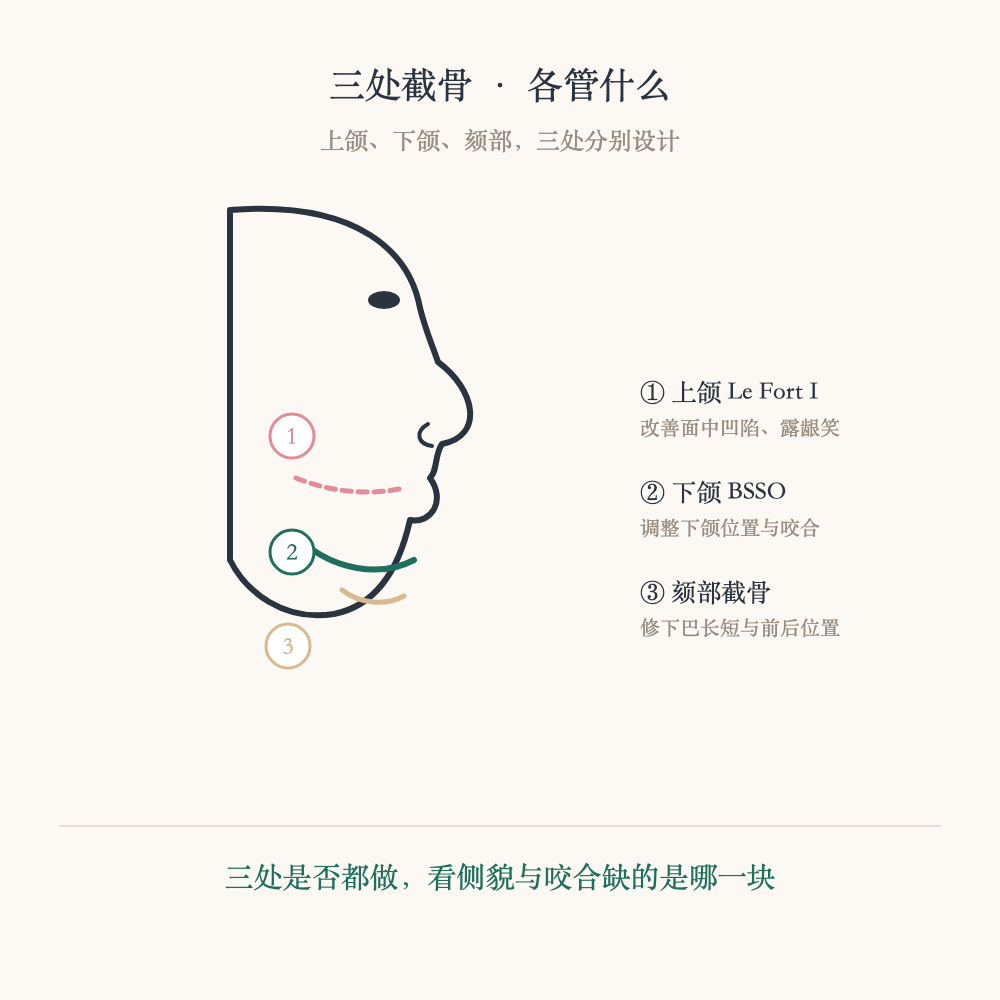 三处截骨 · 各管什么
上颌、下颌、颏部，三处分别设计
1
2
3
① 上颌 Le Fort I
改善面中凹陷、露龈笑
② 下颌 BSSO
调整下颌位置与咬合
③ 颏部截骨
修下巴长短与前后位置
三处是否都做，看侧貌与咬合缺的是哪一块